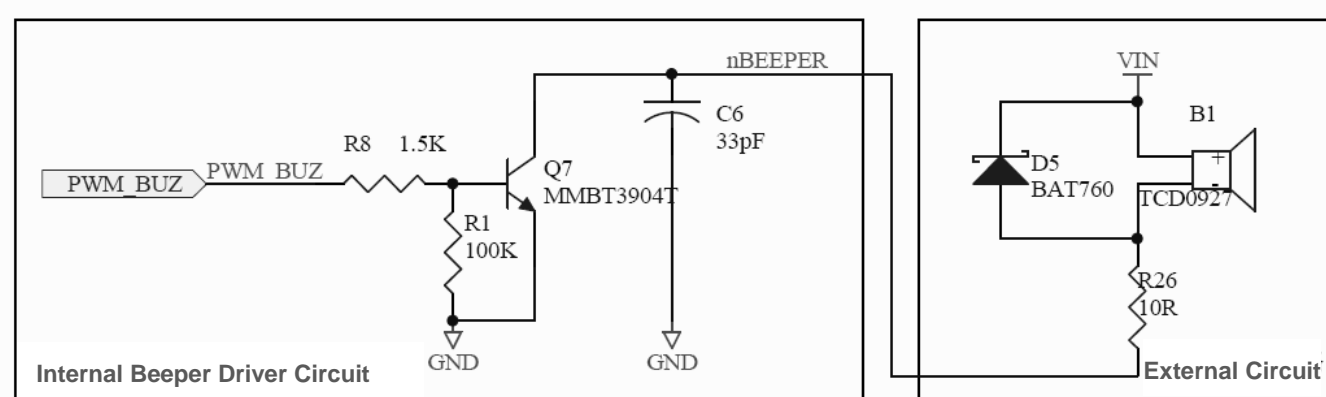 nBEEPER
VIN
C6
33pF
B1
R8 1.5K
PWM_BUZ
PWM_BUZ
Q7
MMBT3904T
D5
BAT760
+
-
TCD0927
R1
100K
R26
10R
GND
GND
Internal Beeper Driver Circuit
External Circuit